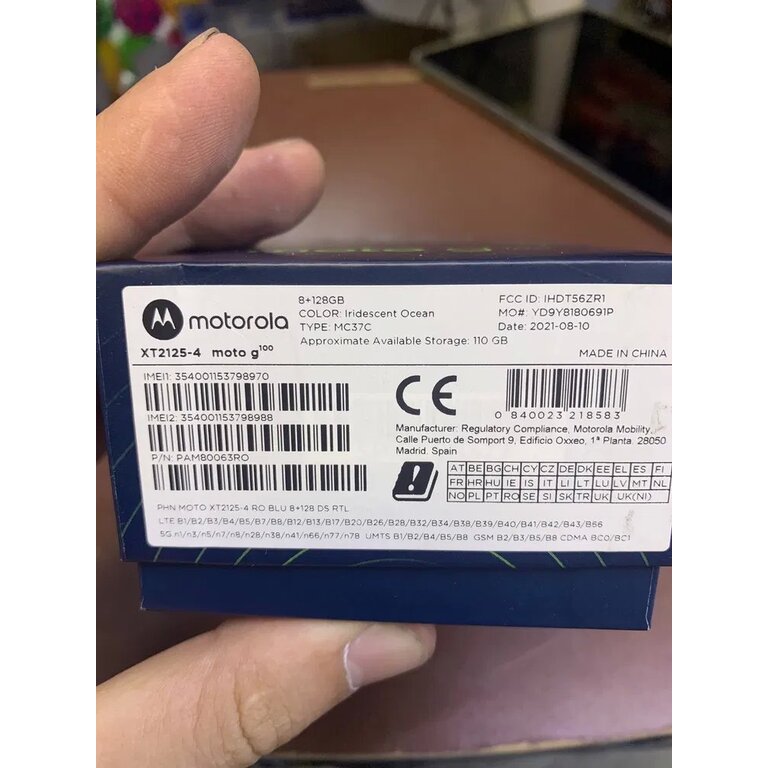 8+128GB
COLOR: Iridescent Ocean
TYPE: MC37C
Approximate Available Storage: 110 GB
FCC ID: IHDT56ZR1
MO#: YD9Y8180691P
Date: 2021-08-10
motorola
XT2125-4 moto g100
MADE IN CHINA
IMEI1: 354001153798970
IMEI2: 354001153798988
P/N: PAM80063RO
CE
0 840023 218583
Manufacturer: Regulatory Compliance, Motorola Mobility,
Calle Puerto de Somport 9, Edificio Oxxeo, 1ª Planta. 28050
Madrid. Spain
AT BE BG CH CY CZ DE DK EE EL ES FI
FR HR HU IE IS IT LI LT LU LV MT NL
NO PL PT RO SE SI SK TR UK UK(NI)
PHN MOTO XT2125-4 RO BLU 8+128 DS RTL
LTE B1/B2/B3/B4/B5/B7/B8/B12/B13/B17/B20/B26/B28/B32/B34/B38/B39/B40/B41/B42/B43/B66
5G n1/n3/n5/n7/n8/n28/n38/n41/n66/n77/n78 UMTS B1/B2/B4/B5/B8 GSM B2/B3/B5/B8 CDMA BC0/BC1